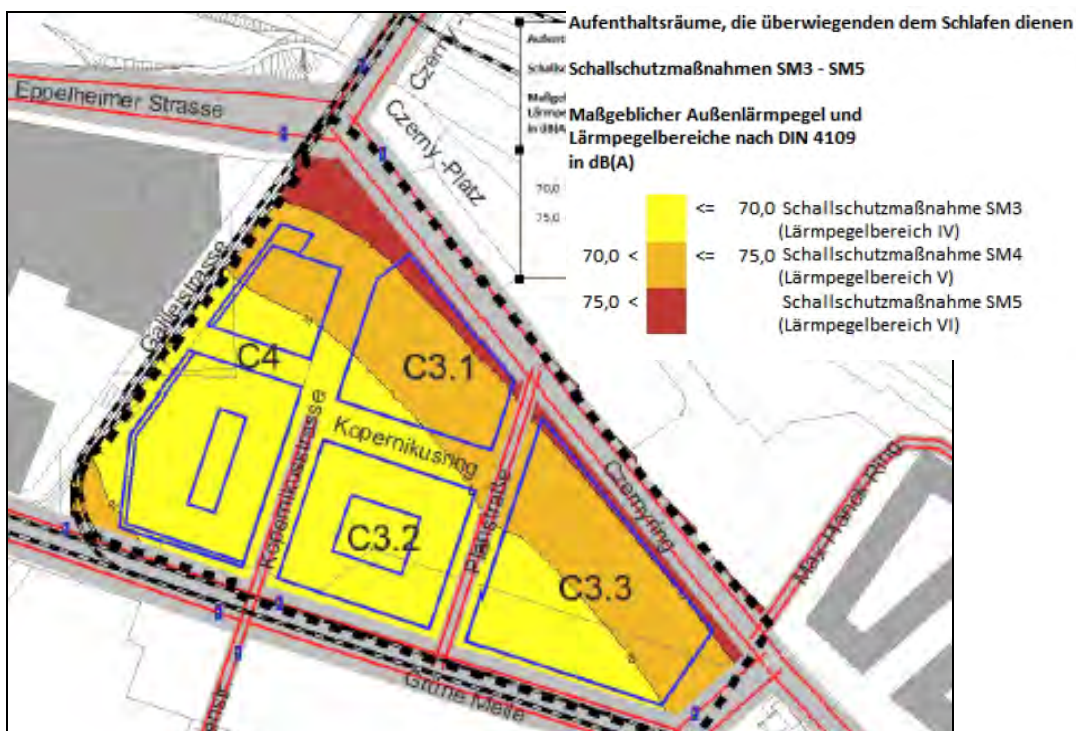 Aufenthaltsräume, die überwiegenden dem Schlafen dienen
Schallschutzmaßnahmen SM3 - SM5
Maßgeblicher Außenlärmpegel und
Lärmpegelbereiche nach DIN 4109
in dB(A)
<= 70,0 Schallschutzmaßnahme SM3
(Lärmpegelbereich IV)
70,0 < <= 75,0 Schallschutzmaßnahme SM4
(Lärmpegelbereich V)
75,0 < Schallschutzmaßnahme SM5
(Lärmpegelbereich VI)
70,0
75,0
Eppelheimer Strasse
Czerny-
Czerny-Platz
Galileistrasse
C4
C3.1
Kopernikusring
Kopernikusstrasse
C3.2
Planstraße
C3.3
Czernyring
Max-Planck-Ring
Grüne Meile